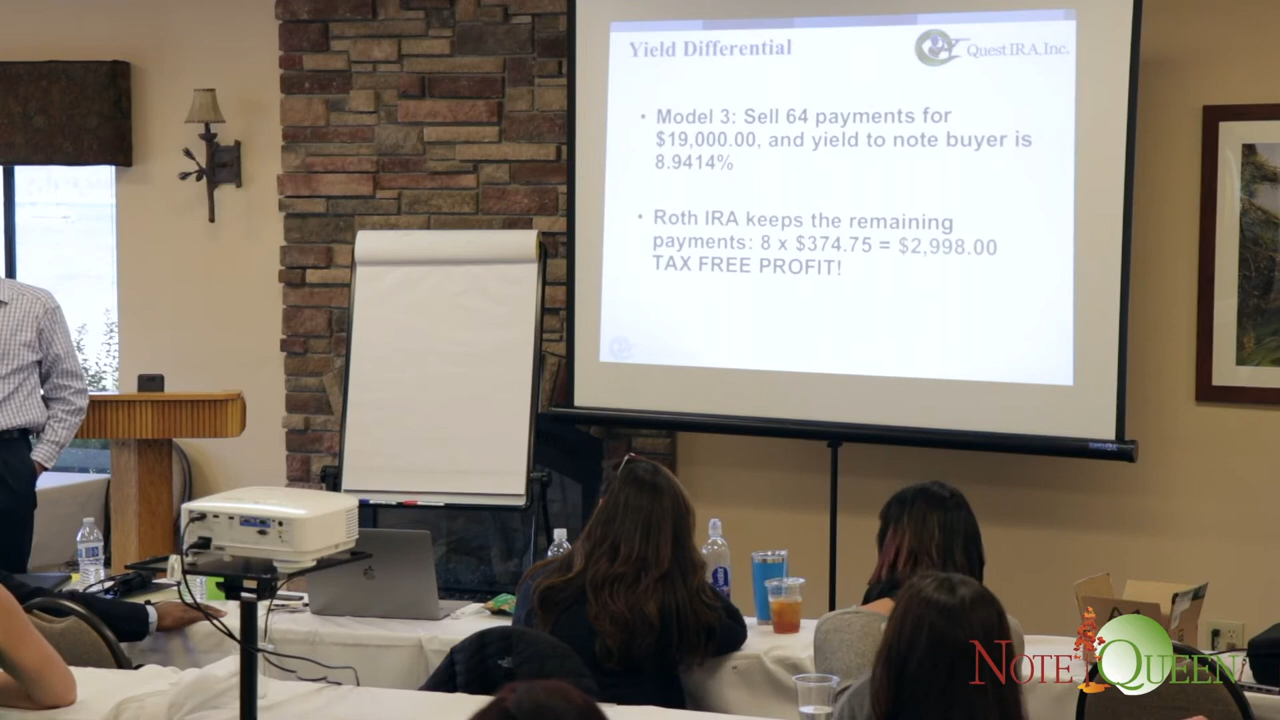 Yield Differential
Quest IRA, Inc.
• Model 3: Sell 64 payments for
$19,000.00, and yield to note buyer is
8.9414%
• Roth IRA keeps the remaining
payments: 8 x $374.75 = $2,998.00
TAX FREE PROFIT!
NOTE QUEEN